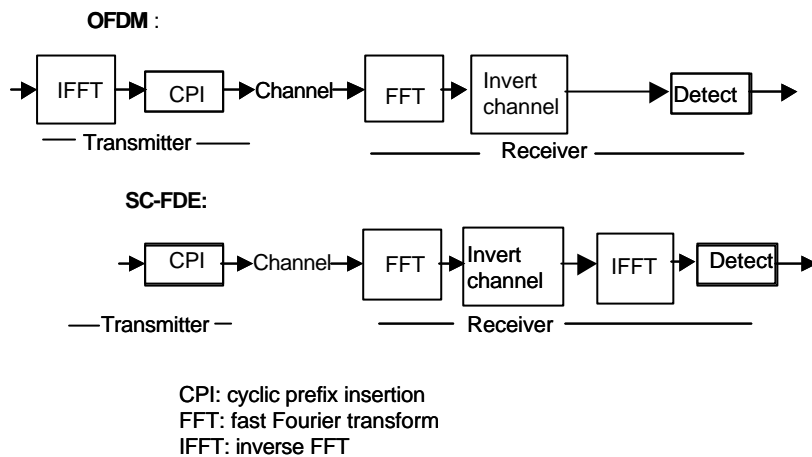 OFDM :
IFFT
CPI
Channel
FFT
Invert
channel
Detect
Transmitter
Receiver
SC-FDE:
CPI
Channel
FFT
Invert
channel
IFFT
Detect
Transmitter
Receiver
CPI: cyclic prefix insertion
FFT: fast Fourier transform
IFFT: inverse FFT